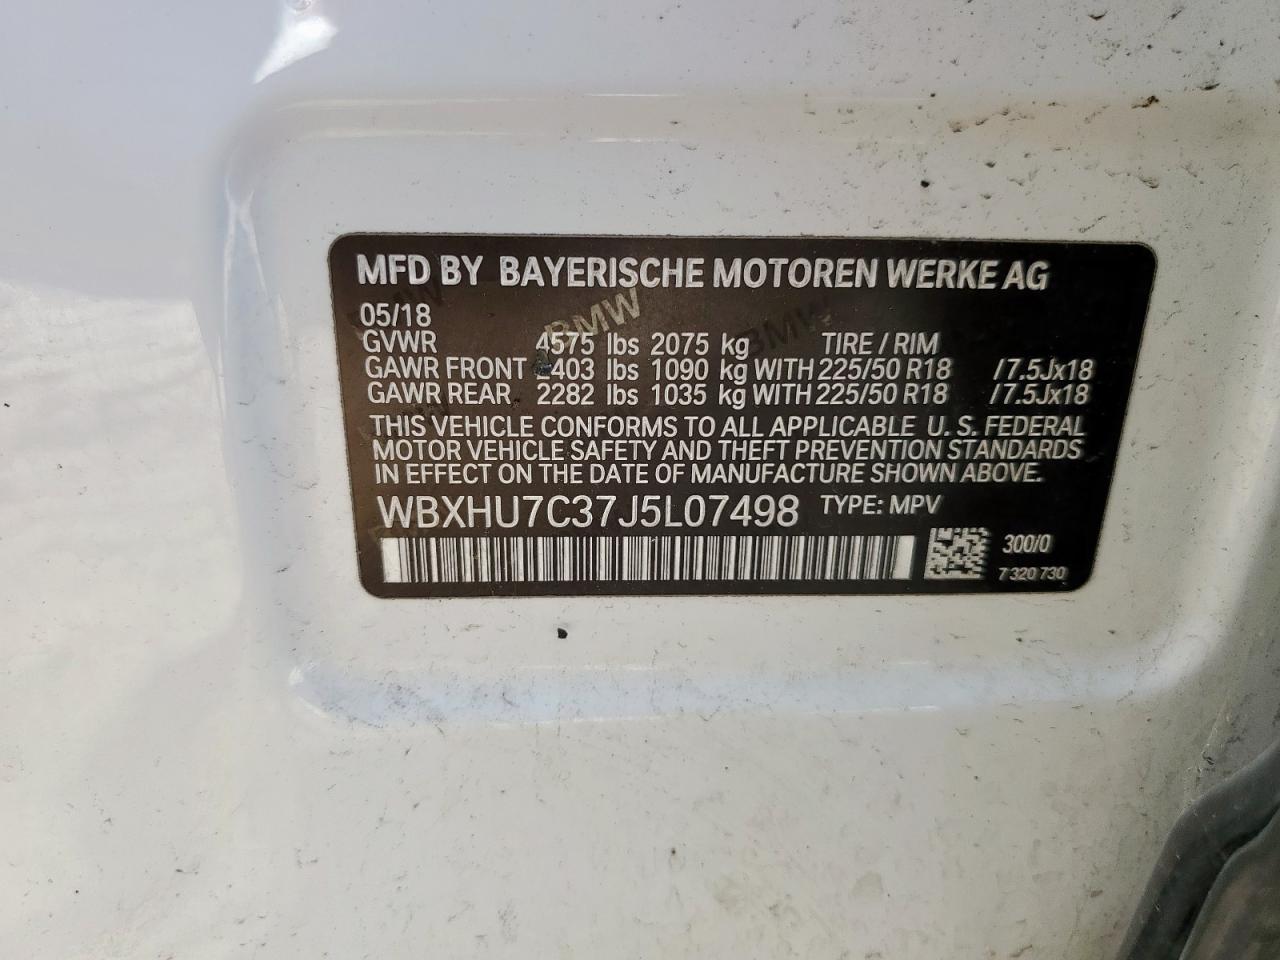 MFD BY BAYERISCHE MOTOREN WERKE AG
05/18
GVWR 4575 lbs 2075 kg TIRE / RIM
GAWR FRONT 2403 lbs 1090 kg WITH 225/50 R18 /7.5Jx18
GAWR REAR 2282 lbs 1035 kg WITH 225/50 R18 /7.5Jx18
THIS VEHICLE CONFORMS TO ALL APPLICABLE U. S. FEDERAL
MOTOR VEHICLE SAFETY AND THEFT PREVENTION STANDARDS
IN EFFECT ON THE DATE OF MANUFACTURE SHOWN ABOVE.
WBXHU7C37J5L07498 TYPE: MPV
300/0
7 320 730
BMW
BMW